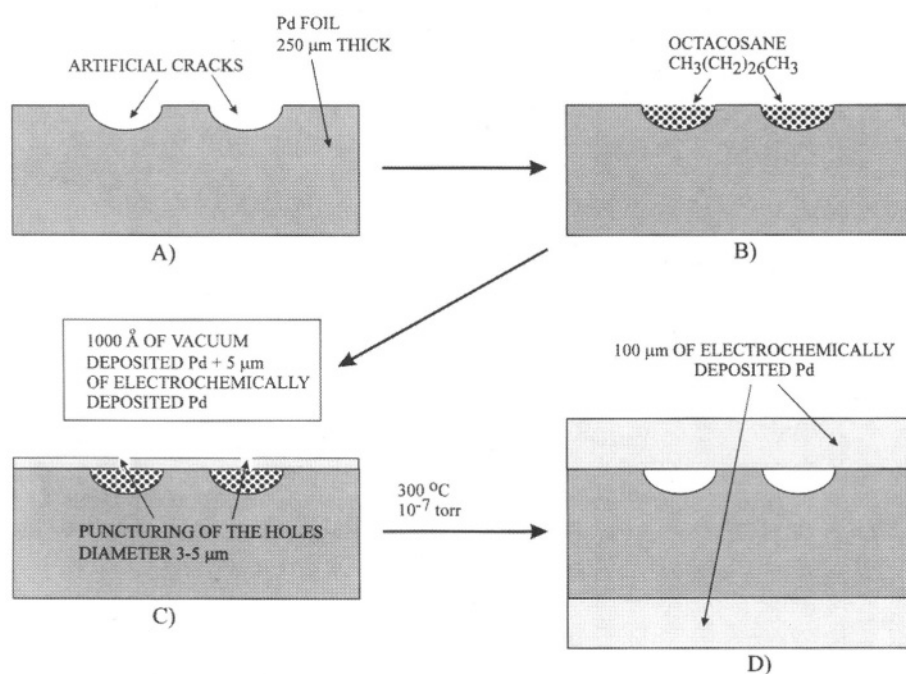 Pd FOIL
250 μm THICK
ARTIFICIAL CRACKS
A)
OCTACOSANE
CH3(CH2)26CH3
B)
1000 Å OF VACUUM
DEPOSITED Pd + 5 μm
OF ELECTROCHEMICALLY
DEPOSITED Pd
PUNCTURING OF THE HOLES
DIAMETER 3-5 μm
C)
300 °C
10⁻⁷ torr
100 μm OF ELECTROCHEMICALLY
DEPOSITED Pd
D)